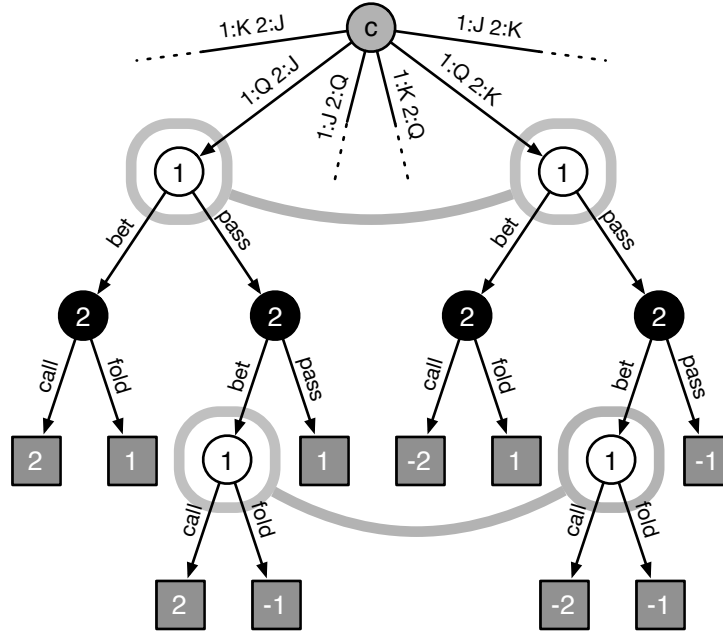 c
1:K 2:J
1:J 2:K
1:Q 2:J
1:J 2:Q
1:K 2:Q
1:Q 2:K
1
1
bet
pass
bet
pass
2
2
2
2
call
fold
bet
pass
call
fold
bet
pass
2
1
1
1
-2
1
1
-1
call
fold
call
fold
2
-1
-2
-1